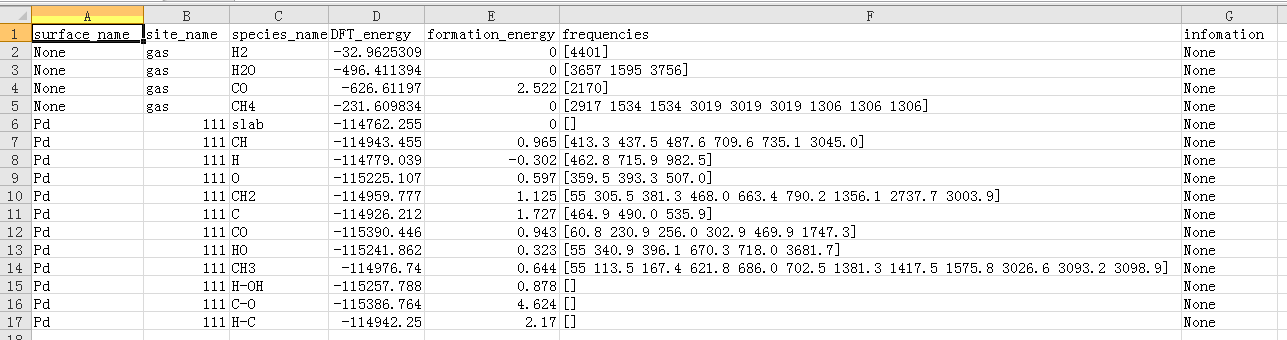 A B C D E F G
1 surface_name site_name species_name DFT_energy formation_energy frequencies infomation
2 None gas H2 -32.9625309 0 [4401] None
3 None gas H2O -496.411394 0 [3657 1595 3756] None
4 None gas CO -626.61197 2.522 [2170] None
5 None gas CH4 -231.609834 0 [2917 1534 1534 3019 3019 3019 1306 1306 1306] None
6 Pd 111 slab -114762.255 0 [] None
7 Pd 111 CH -114943.455 0.965 [413.3 437.5 487.6 709.6 735.1 3045.0] None
8 Pd 111 H -114779.039 -0.302 [462.8 715.9 982.5] None
9 Pd 111 O -115225.107 0.597 [359.5 393.3 507.0] None
10 Pd 111 CH2 -114959.777 1.125 [55 305.5 381.3 468.0 663.4 790.2 1356.1 2737.7 3003.9] None
11 Pd 111 C -114926.212 1.727 [464.9 490.0 535.9] None
12 Pd 111 CO -115390.446 0.943 [60.8 230.9 256.0 302.9 469.9 1747.3] None
13 Pd 111 HO -115241.862 0.323 [55 340.9 396.1 670.3 718.0 3681.7] None
14 Pd 111 CH3 -114976.74 0.644 [55 113.5 167.4 621.8 686.0 702.5 1381.3 1417.5 1575.8 3026.6 3093.2 3098.9] None
15 Pd 111 H-OH -115257.788 0.878 [] None
16 Pd 111 C-O -115386.764 4.624 [] None
17 Pd 111 H-C -114942.25 2.17 [] None
18